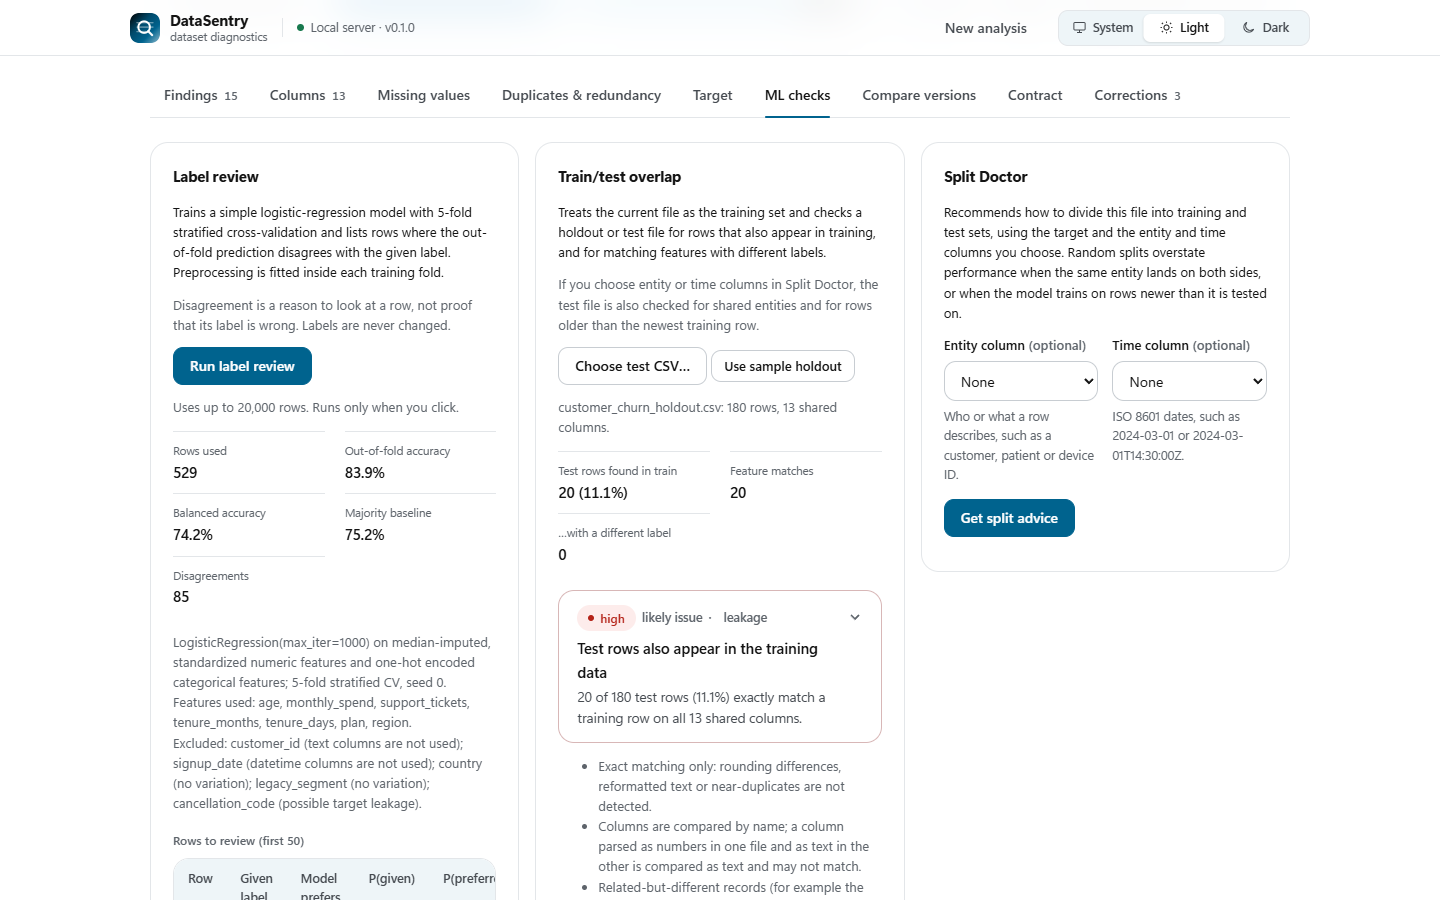 DataSentry
dataset diagnostics
Local server · v0.1.0
New analysis
System
Light
Dark
Findings 15
Columns 13
Missing values
Duplicates & redundancy
Target
ML checks
Compare versions
Contract
Corrections 3
Label review
Trains a simple logistic-regression model with 5-fold
stratified cross-validation and lists rows where the out-
of-fold prediction disagrees with the given label.
Preprocessing is fitted inside each training fold.
Disagreement is a reason to look at a row, not proof
that its label is wrong. Labels are never changed.
Run label review
Uses up to 20,000 rows. Runs only when you click.
Rows used
529
Out-of-fold accuracy
83.9%
Balanced accuracy
74.2%
Majority baseline
75.2%
Disagreements
85
LogisticRegression(max_iter=1000) on median-imputed,
standardized numeric features and one-hot encoded
categorical features; 5-fold stratified CV, seed 0.
Features used: age, monthly_spend, support_tickets,
tenure_months, tenure_days, plan, region.
Excluded: customer_id (text columns are not used);
signup_date (datetime columns are not used); country
(no variation); legacy_segment (no variation);
cancellation_code (possible target leakage).
Rows to review (first 50)
Row
Given
label
Model
prefers
P(given)
P(preferr
Train/test overlap
Treats the current file as the training set and checks a
holdout or test file for rows that also appear in training,
and for matching features with different labels.
If you choose entity or time columns in Split Doctor, the
test file is also checked for shared entities and for rows
older than the newest training row.
Choose test CSV...
Use sample holdout
customer_churn_holdout.csv: 180 rows, 13 shared
columns.
Test rows found in train
20 (11.1%)
Feature matches
20
...with a different label
0
high
likely issue ·
leakage
Test rows also appear in the training
data
20 of 180 test rows (11.1%) exactly match a
training row on all 13 shared columns.
• Exact matching only: rounding differences,
reformatted text or near-duplicates are not
detected.
• Columns are compared by name; a column
parsed as numbers in one file and as text in the
other is compared as text and may not match.
• Related-but-different records (for example the
Split Doctor
Recommends how to divide this file into training and
test sets, using the target and the entity and time
columns you choose. Random splits overstate
performance when the same entity lands on both sides,
or when the model trains on rows newer than it is tested
on.
Entity column (optional)
None
Who or what a row
describes, such as a
customer, patient or device
ID.
Time column (optional)
None
ISO 8601 dates, such as
2024-03-01 or 2024-03-
01T14:30:00Z.
Get split advice